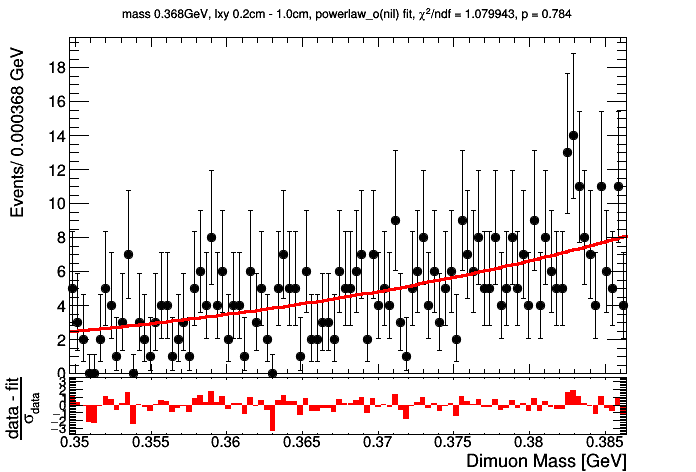 mass 0.368GeV, lxy 0.2cm - 1.0cm, powerlaw_o(nil) fit, χ²/ndf = 1.079943, p = 0.784
Events/ 0.000368 GeV
18
16
14
12
10
8
6
4
2
0
data - fit
σdata
3
2
1
0
−1
−2
−3
0.35 0.355 0.36 0.365 0.37 0.375 0.38 0.385
Dimuon Mass [GeV]